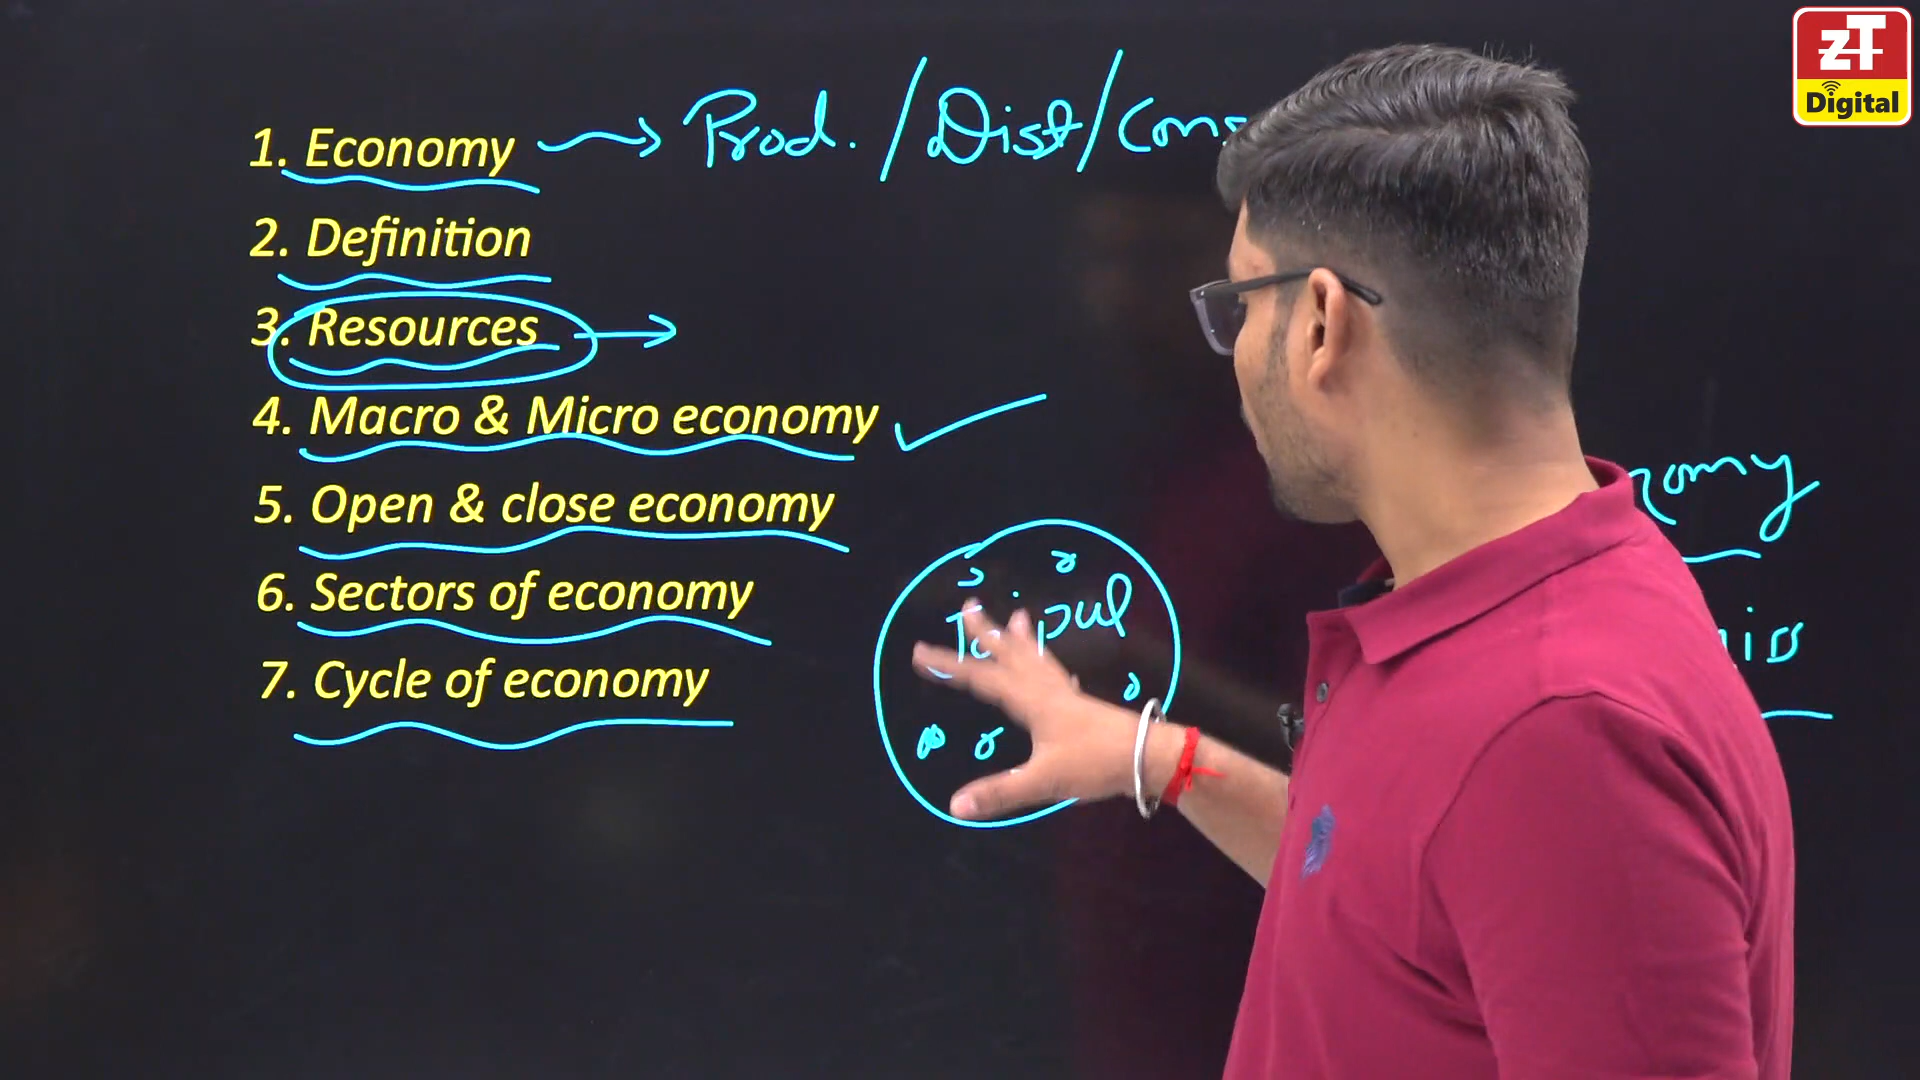 zT
Digital
1. Economy → Prod. / Dist / Cons
2. Definition
3. Resources →
4. Macro & Micro economy ✓
5. Open & close economy
6. Sectors of economy
7. Cycle of economy